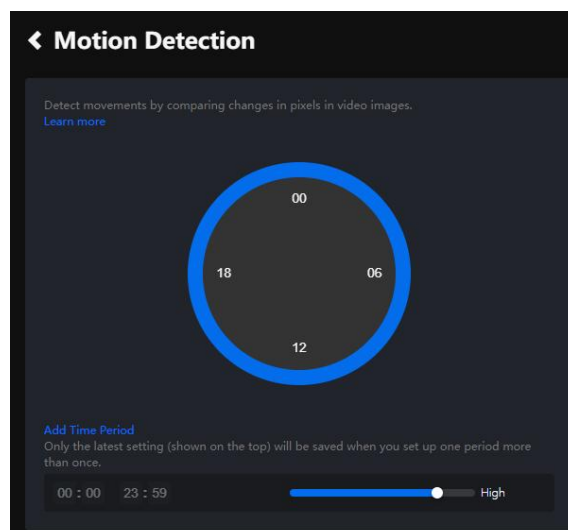 Motion Detection
Detect movements by comparing changes in pixels in video images.
Learn more
00
18
06
12
Add Time Period
Only the latest setting (shown on the top) will be saved when you set up one period more
than once.
00 : 00 23 : 59 High